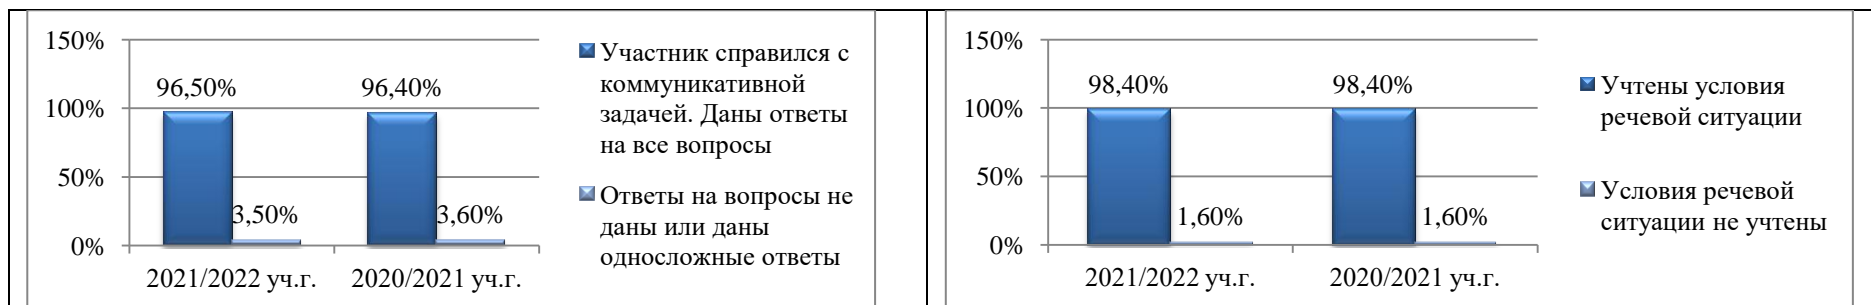 150%
100%
50%
0%
96,50%
96,40%
3,50%
3,60%
2021/2022 уч.г.
2020/2021 уч.г.
Участник справился с
коммуникативной
задачей. Даны ответы
на все вопросы
Ответы на вопросы не
даны или даны
односложные ответы
150%
100%
50%
0%
98,40%
98,40%
1,60%
1,60%
2021/2022 уч.г.
2020/2021 уч.г.
Учтены условия
речевой ситуации
Условия речевой
ситуации не учтены